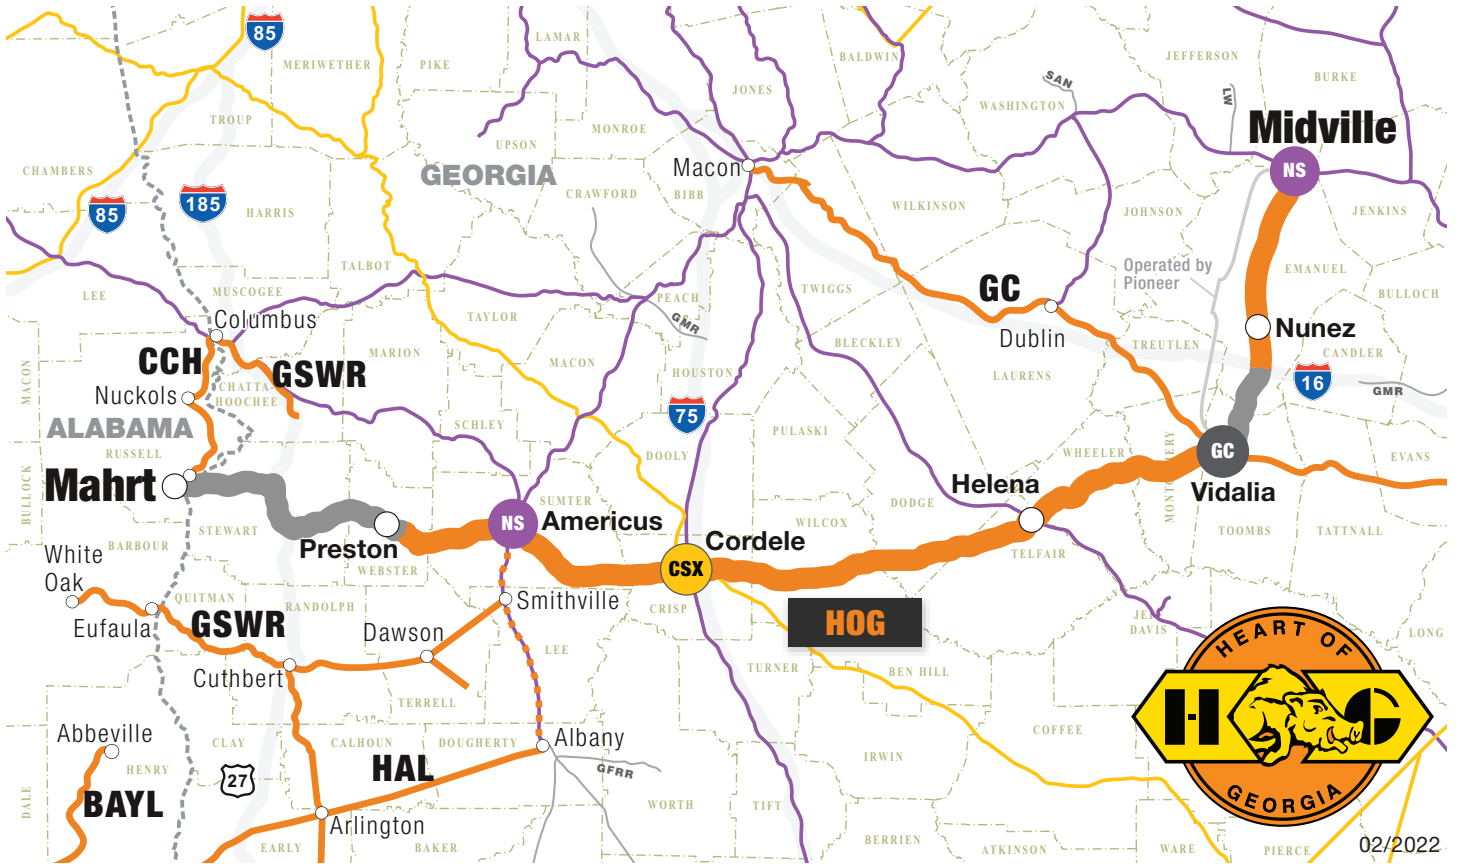 85
LAMAR
BALDWIN
JEFFERSON
MERIWETHER
PIKE
BURKE
SAN
JONES
WASHINGTON
LW
TROUP
MONROE
Midville
UPSON
CHAMBERS
Macon
NS
GEORGIA
CRAWFORD
BIBB
85
185
HARRIS
WILKINSON
JOHNSON
JENKINS
TALBOT
Operated by
Pioneer
EMANUEL
LEE
MUSCOGEE
PEACH
TWIGGS
GC
BULLOCH
Columbus
TAYLOR
GMR
Dublin
Nunez
BLECKLEY
TREUTLEN
CCH
GSWR
MARION
MACON
HOUSTON
LAURENS
CANDLER
MACON
CHATTA-
HOOCHEE
16
GMR
Nuckols
75
ALABAMA
SCHLEY
PULASKI
RUSSELL
DOOLY
WHEELER
MONTGOMERY
GC
EVANS
Mahrt
BULLOCK
Helena
Vidalia
SUMTER
DODGE
NS
Americus
WILCOX
STEWART
TOOMBS
TATTNALL
BARBOUR
Preston
Cordele
TELFAIR
White
Oak
WEBSTER
CSX
QUITMAN
RANDOLPH
Smithville
CRISP
HOG
JEFF
DAVIS
Eufaula
GSWR
Dawson
LONG
LEE
HEART OF
Cuthbert
TURNER
BEN HILL
TERRELL
H-OG
Abbeville
CLAY
CALHOUN
DOUGHERTY
Albany
COFFEE
HENRY
27
HAL
GFRR
IRWIN
DALE
BAYL
WORTH
TIFT
GEORGIA
Arlington
EARLY
BAKER
BERRIEN
ATKINSON
WARE
PIERCE
02/2022